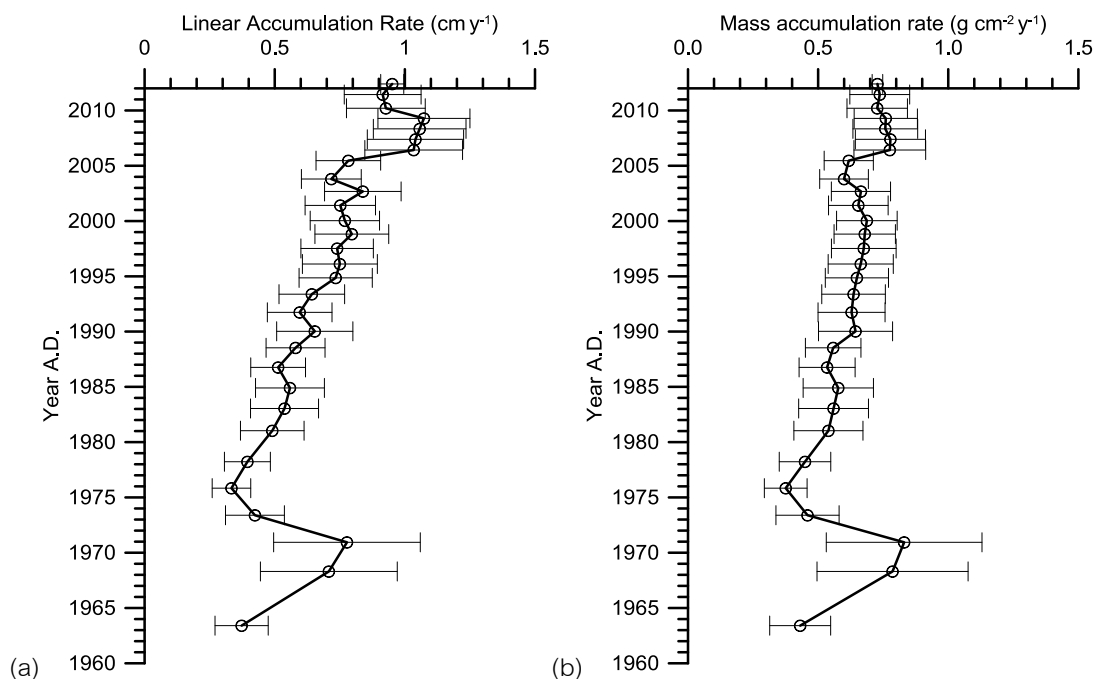 Linear Accumulation Rate (cm y⁻¹)
0 0.5 1 1.5
2010
2005
2000
1995
1990
1985
1980
1975
1970
1965
1960
Year A.D.
(a)
Mass accumulation rate (g cm⁻² y⁻¹)
0.0 0.5 1.0 1.5
2010
2005
2000
1995
1990
1985
1980
1975
1970
1965
1960
Year A.D.
(b)